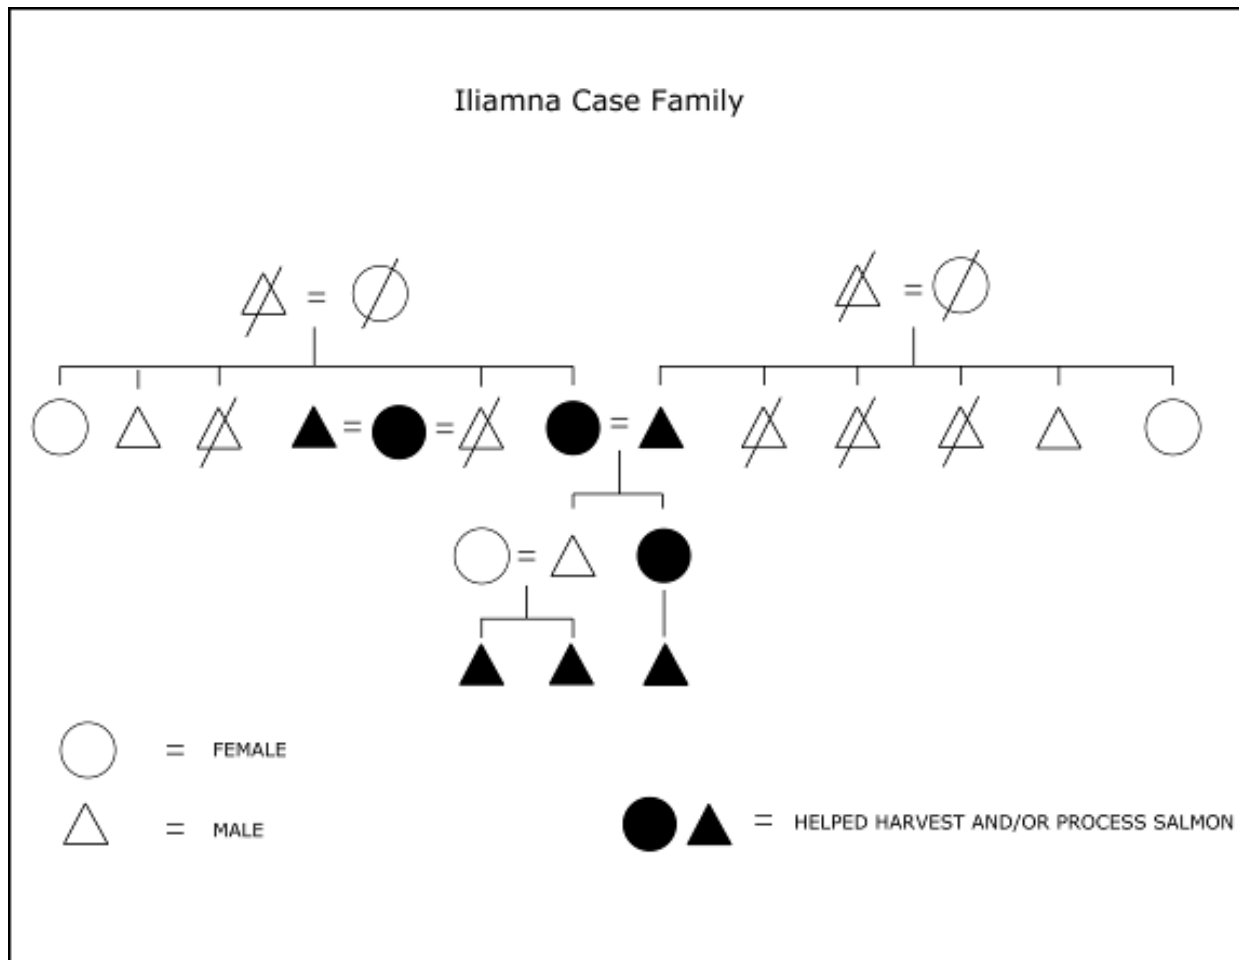 Iliamna Case Family
= =
= = =
=
= FEMALE
= MALE
= HELPED HARVEST AND/OR PROCESS SALMON